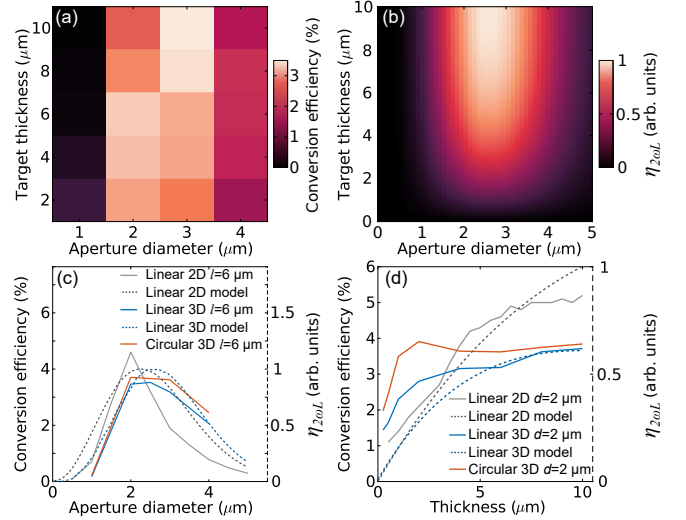 (a)
Target thickness (μm)
10
8
6
4
2
1 2 3 4
Aperture diameter (μm)
3
2
1
0
Conversion efficiency (%)
(b)
Target thickness (μm)
10
8
6
4
2
0
0 1 2 3 4 5
Aperture diameter (μm)
1
0.5
0
η2ωL (arb. units)
(c)
Conversion efficiency (%)
6
4
2
0
0 2 4
Aperture diameter (μm)
Linear 2D l=6 μm
Linear 2D model
Linear 3D l=6 μm
Linear 3D model
Circular 3D l=6 μm
1.5
1
0.5
0
η2ωL (arb. units)
(d)
Conversion efficiency (%)
6
5
4
3
2
1
0
0 5 10
Thickness (μm)
Linear 2D d=2 μm
Linear 2D model
Linear 3D d=2 μm
Linear 3D model
Circular 3D d=2 μm
1
0.5
0
η2ωL (arb. units)